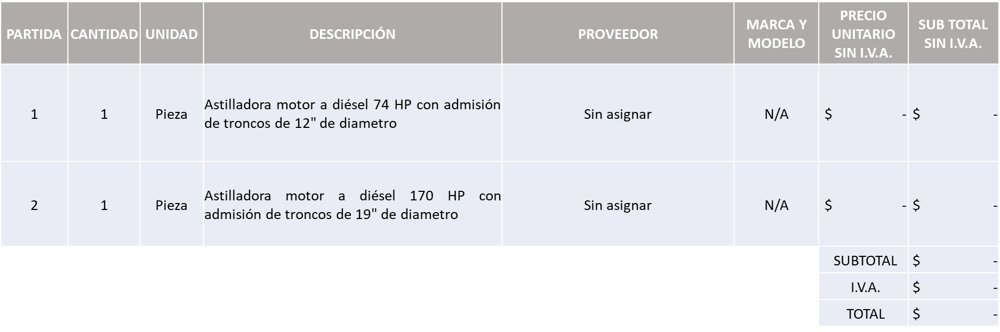 PARTIDA CANTIDAD UNIDAD DESCRIPCIÓN PROVEEDOR MARCA Y MODELO PRECIO UNITARIO SIN I.V.A. SUB TOTAL SIN I.V.A.
1 1 Pieza Astilladora motor a diésel 74 HP con admisión
de troncos de 12" de diametro Sin asignar N/A $ - $ -
2 1 Pieza Astilladora motor a diésel 170 HP con
admisión de troncos de 19" de diametro Sin asignar N/A $ - $ -
SUBTOTAL $ -
I.V.A. $ -
TOTAL $ -